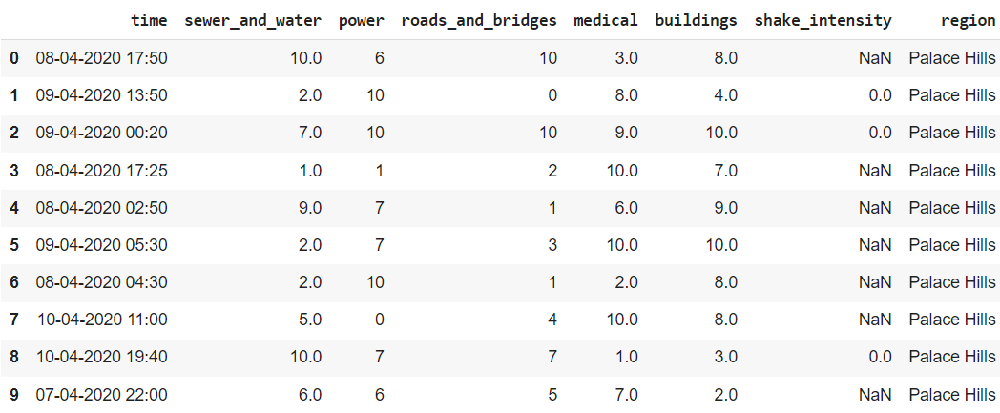 time sewer_and_water power roads_and_bridges medical buildings shake_intensity region
0 08-04-2020 17:50 10.0 6 10 3.0 8.0 NaN Palace Hills
1 09-04-2020 13:50 2.0 10 0 8.0 4.0 0.0 Palace Hills
2 09-04-2020 00:20 7.0 10 10 9.0 10.0 0.0 Palace Hills
3 08-04-2020 17:25 1.0 1 2 10.0 7.0 NaN Palace Hills
4 08-04-2020 02:50 9.0 7 1 6.0 9.0 NaN Palace Hills
5 09-04-2020 05:30 2.0 7 3 10.0 10.0 NaN Palace Hills
6 08-04-2020 04:30 2.0 10 1 2.0 8.0 NaN Palace Hills
7 10-04-2020 11:00 5.0 0 4 10.0 8.0 NaN Palace Hills
8 10-04-2020 19:40 10.0 7 7 1.0 3.0 0.0 Palace Hills
9 07-04-2020 22:00 6.0 6 5 7.0 2.0 NaN Palace Hills